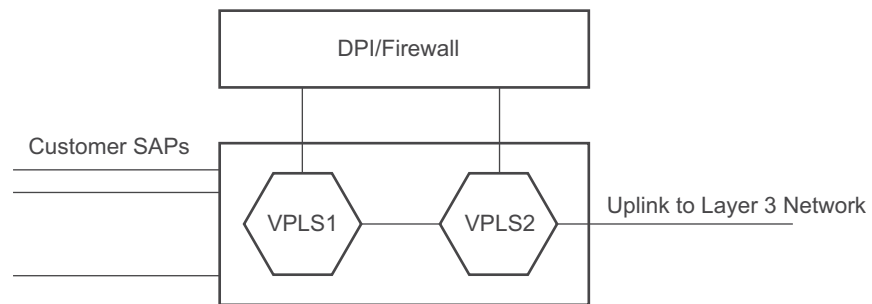 DPI/Firewall
Customer SAPs
VPLS1
VPLS2
Uplink to Layer 3 Network